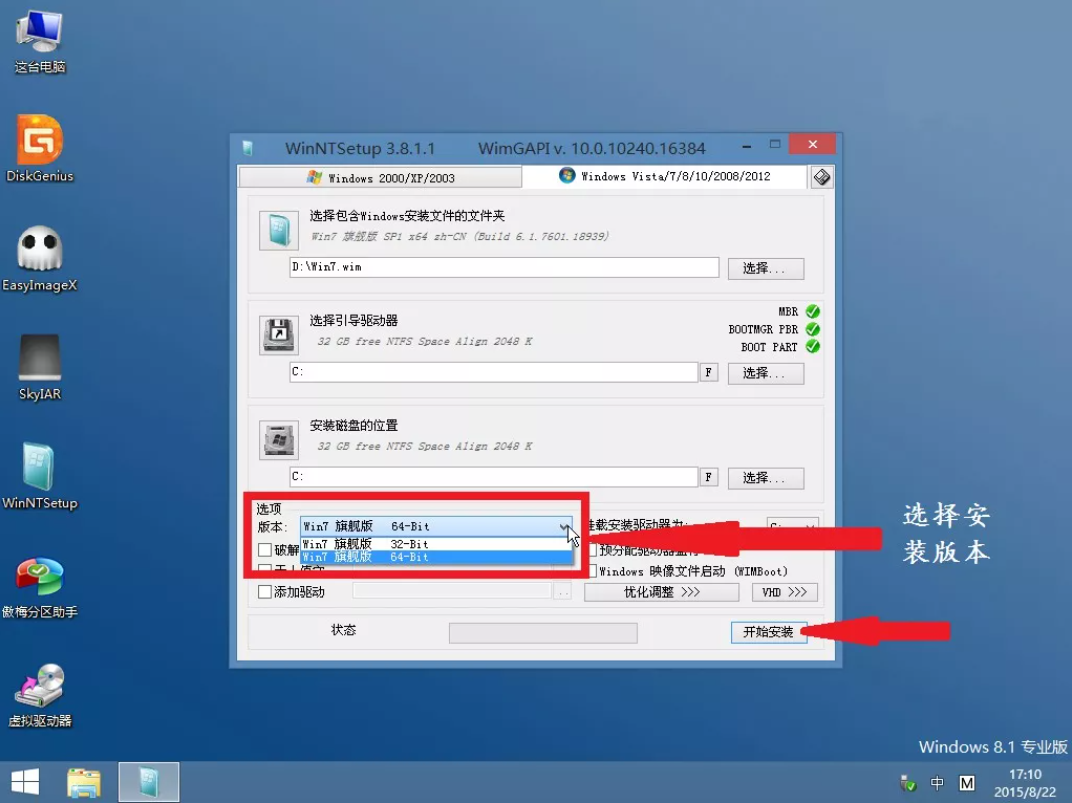 这台电脑
DiskGenius
EasyImageX
SkyIAR
WinNTSetup
傲梅分区助手
虚拟驱动器
WinNTSetup 3.8.1.1 WimGAPI v. 10.0.10240.16384
Windows 2000/XP/2003
Windows Vista/7/8/10/2008/2012
选择包含Windows安装文件的文件夹
Win7 旗舰版 SP1 x64 zh-CN (Build 6.1.7601.18939)
D:\Win7.wim
选择...
选择引导驱动器
32 GB free NTFS Space Align 2048 K
MBR
BOOTMGR PBR
BOOT PART
C:
F
选择...
安装磁盘的位置
32 GB free NTFS Space Align 2048 K
C:
F
选择...
选项
版本: Win7 旗舰版 64-Bit
Win7 旗舰版 32-Bit
Win7 旗舰版 64-Bit
破解
挂载安装驱动器为:
预分配驱动器盘符
Windows 映像文件启动 (WIMBoot)
添加驱动
..
优化调整 >>>
VHD >>>
状态
开始安装
选择安
装版本
Windows 8.1 专业版
中
M
17:10
2015/8/22